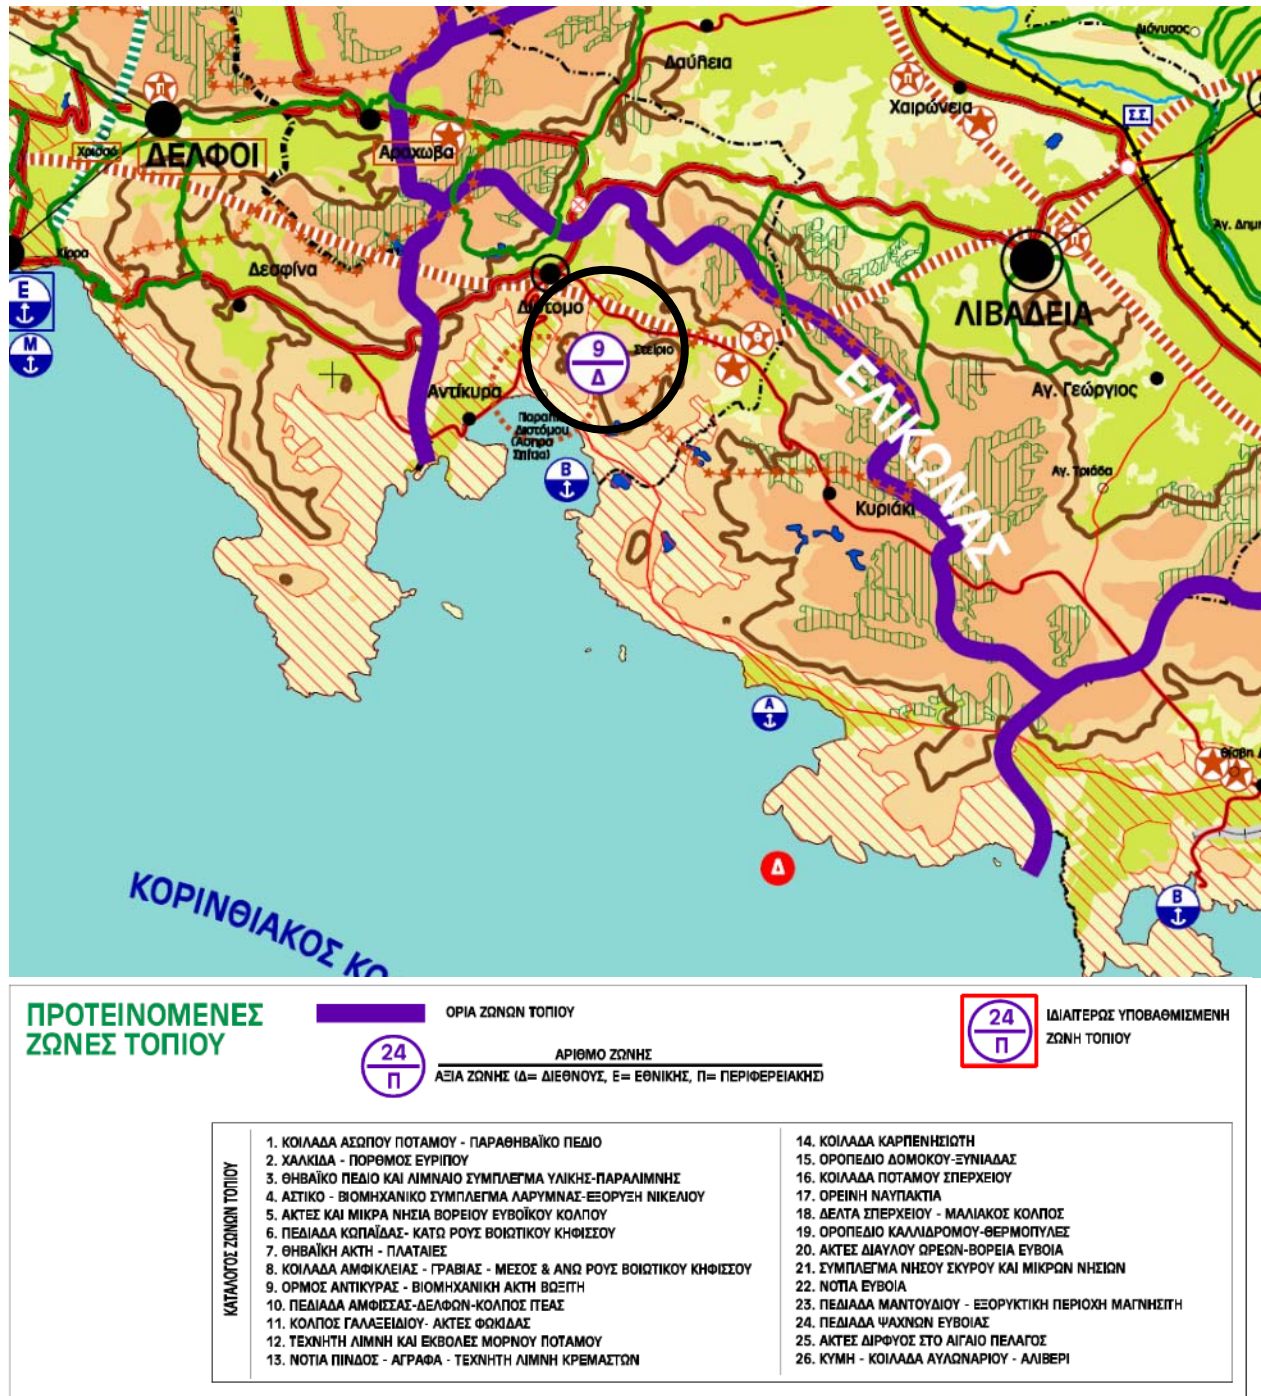 Διόνυσος
Δαύλεια
Χαιρώνεια
Σ.Σ.
Π
Π
Χρισσό
ΔΕΛΦΟΙ
Αράχωβα
Αγ. Δημη
Π
Κίρρα
Δεσφίνα
Ε
Μ
Δίστομο
ΛΙΒΑΔΕΙΑ
9
Δ
Στείριο
Αντίκυρα
Αγ. Γεώργιος
ΕΛΙΚΩΝΑΣ
Παραλία
Διστόμου
(Άσπρα
Σπίτια)
Β
Αγ. Τριάδα
Κυριάκι
Α
Θίσβη Δ
Δ
Β
ΚΟΡΙΝΘΙΑΚΟΣ ΚΟ
ΠΡΟΤΕΙΝΟΜΕΝΕΣ
ΖΩΝΕΣ ΤΟΠΙΟΥ
ΟΡΙΑ ΖΩΝΩΝ ΤΟΠΙΟΥ
24
Π
ΑΡΙΘΜΟ ΖΩΝΗΣ
ΑΞΙΑ ΖΩΝΗΣ (Δ= ΔΙΕΘΝΟΥΣ, Ε= ΕΘΝΙΚΗΣ, Π= ΠΕΡΙΦΕΡΕΙΑΚΗΣ)
24
Π
ΙΔΙΑΙΤΕΡΩΣ ΥΠΟΒΑΘΜΙΣΜΕΝΗ
ΖΩΝΗ ΤΟΠΙΟΥ
ΚΑΤΑΛΟΓΟΣ ΖΩΝΩΝ ΤΟΠΙΟΥ
1. ΚΟΙΛΑΔΑ ΑΣΩΠΟΥ ΠΟΤΑΜΟΥ - ΠΑΡΑΘΗΒΑΪΚΟ ΠΕΔΙΟ
2. ΧΑΛΚΙΔΑ - ΠΟΡΘΜΟΣ ΕΥΡΙΠΟΥ
3. ΘΗΒΑΪΚΟ ΠΕΔΙΟ ΚΑΙ ΛΙΜΝΑΙΟ ΣΥΜΠΛΕΓΜΑ ΥΛΙΚΗΣ-ΠΑΡΑΛΙΜΝΗΣ
4. ΑΣΤΙΚΟ - ΒΙΟΜΗΧΑΝΙΚΟ ΣΥΜΠΛΕΓΜΑ ΛΑΡΥΜΝΑΣ-ΕΞΟΡΥΞΗ ΝΙΚΕΛΙΟΥ
5. ΑΚΤΕΣ ΚΑΙ ΜΙΚΡΑ ΝΗΣΙΑ ΒΟΡΕΙΟΥ ΕΥΒΟΪΚΟΥ ΚΟΛΠΟΥ
6. ΠΕΔΙΑΔΑ ΚΩΠΑΪΔΑΣ- ΚΑΤΩ ΡΟΥΣ ΒΟΙΩΤΙΚΟΥ ΚΗΦΙΣΣΟΥ
7. ΘΗΒΑΪΚΗ ΑΚΤΗ - ΠΛΑΤΑΙΕΣ
8. ΚΟΙΛΑΔΑ ΑΜΦΙΚΛΕΙΑΣ - ΓΡΑΒΙΑΣ - ΜΕΣΟΣ & ΑΝΩ ΡΟΥΣ ΒΟΙΩΤΙΚΟΥ ΚΗΦΙΣΣΟΥ
9. ΟΡΜΟΣ ΑΝΤΙΚΥΡΑΣ - ΒΙΟΜΗΧΑΝΙΚΗ ΑΚΤΗ ΒΩΞΙΤΗ
10. ΠΕΔΙΑΔΑ ΑΜΦΙΣΣΑΣ-ΔΕΛΦΩΝ-ΚΟΛΠΟΣ ΙΤΕΑΣ
11. ΚΟΛΠΟΣ ΓΑΛΑΞΕΙΔΙΟΥ- ΑΚΤΕΣ ΦΩΚΙΔΑΣ
12. ΤΕΧΝΗΤΗ ΛΙΜΝΗ ΚΑΙ ΕΚΒΟΛΕΣ ΜΟΡΝΟΥ ΠΟΤΑΜΟΥ
13. ΝΟΤΙΑ ΠΙΝΔΟΣ - ΑΓΡΑΦΑ - ΤΕΧΝΗΤΗ ΛΙΜΝΗ ΚΡΕΜΑΣΤΩΝ
14. ΚΟΙΛΑΔΑ ΚΑΡΠΕΝΗΣΙΩΤΗ
15. ΟΡΟΠΕΔΙΟ ΔΟΜΟΚΟΥ-ΞΥΝΙΑΔΑΣ
16. ΚΟΙΛΑΔΑ ΠΟΤΑΜΟΥ ΣΠΕΡΧΕΙΟΥ
17. ΟΡΕΙΝΗ ΝΑΥΠΑΚΤΙΑ
18. ΔΕΛΤΑ ΣΠΕΡΧΕΙΟΥ - ΜΑΛΙΑΚΟΣ ΚΟΛΠΟΣ
19. ΟΡΟΠΕΔΙΟ ΚΑΛΛΙΔΡΟΜΟΥ-ΘΕΡΜΟΠΥΛΕΣ
20. ΑΚΤΕΣ ΔΙΑΥΛΟΥ ΩΡΕΩΝ-ΒΟΡΕΙΑ ΕΥΒΟΙΑ
21. ΣΥΜΠΛΕΓΜΑ ΝΗΣΟΥ ΣΚΥΡΟΥ ΚΑΙ ΜΙΚΡΩΝ ΝΗΣΙΩΝ
22. ΝΟΤΙΑ ΕΥΒΟΙΑ
23. ΠΕΔΙΑΔΑ ΜΑΝΤΟΥΔΙΟΥ - ΕΞΟΡΥΚΤΙΚΗ ΠΕΡΙΟΧΗ ΜΑΓΝΗΣΙΤΗ
24. ΠΕΔΙΑΔΑ ΨΑΧΝΩΝ ΕΥΒΟΙΑΣ
25. ΑΚΤΕΣ ΔΙΡΦΥΟΣ ΣΤΟ ΑΙΓΑΙΟ ΠΕΛΑΓΟΣ
26. ΚΥΜΗ - ΚΟΙΛΑΔΑ ΑΥΛΩΝΑΡΙΟΥ - ΑΛΙΒΕΡΙ